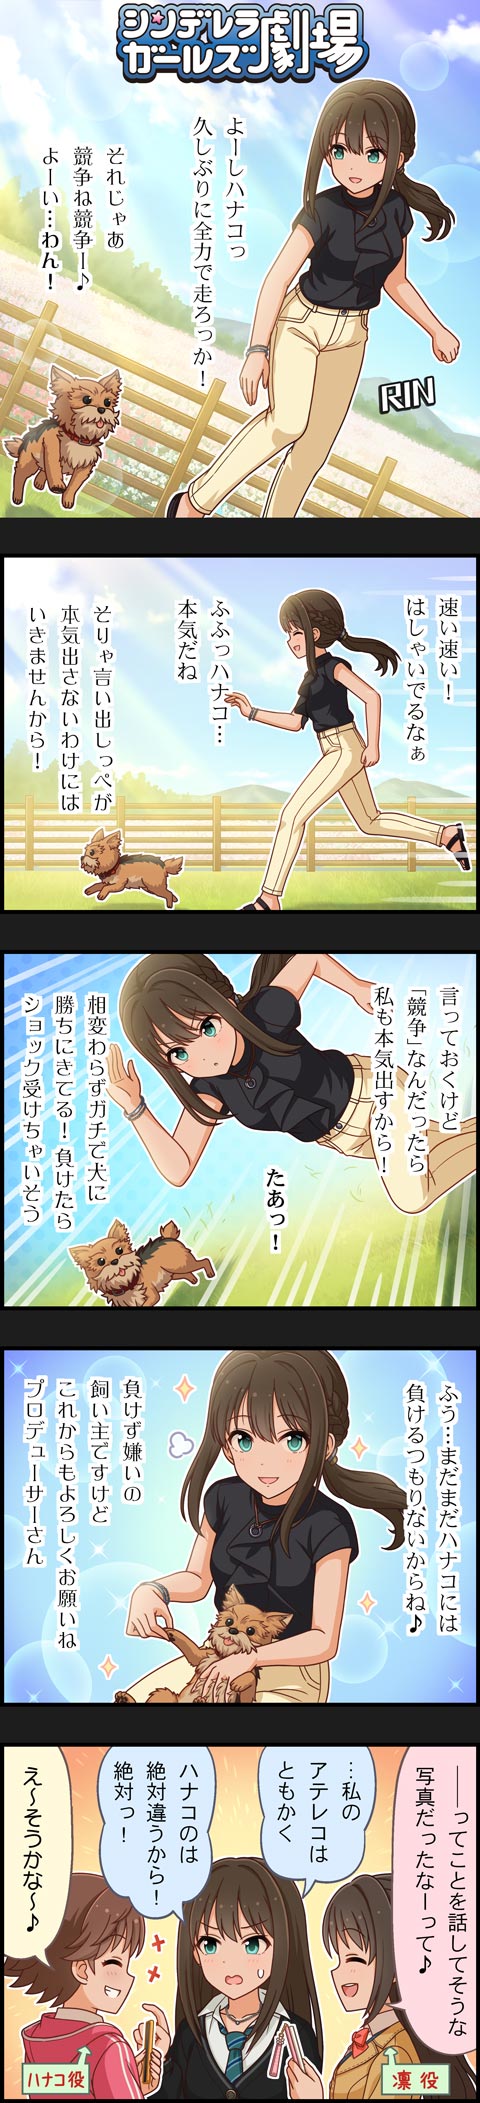 シンデレラ
ガールズ劇場
よーしハナコっ
久しぶりに全力で走ろっか！
それじゃあ
競争ね競争ー♪
よーい…わん！
RIN
速い速い！
はしゃいでるなぁ
ふふっハナコ…
本気だね
そりゃ言い出しっぺが
本気出さないわけには
いきませんから！
言っておくけど
「競争」なんだったら
私も本気出すから！
たあっ！
相変わらずガチで犬に
勝ちにきてる！負けたら
ショック受けちゃいそう
ふう…まだまだハナコには
負けるつもりないからね♪
負けず嫌いの
飼い主ですけど
これからもよろしくお願いね
プロデューサーさん
――ってことを話してそうな
写真だったなーって♪
…私の
アテレコは
ともかく
ハナコのは
絶対違うから！
絶対っ！
え～そうかな～♪
凛役
ハナコ役